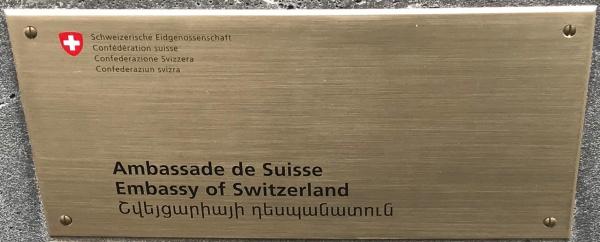 Schweizerische Eidgenossenschaft
Confédération suisse
Confederazione Svizzera
Confederaziun svizra
Ambassade de Suisse
Embassy of Switzerland
Շվեյցարիայի դեսպանատուն